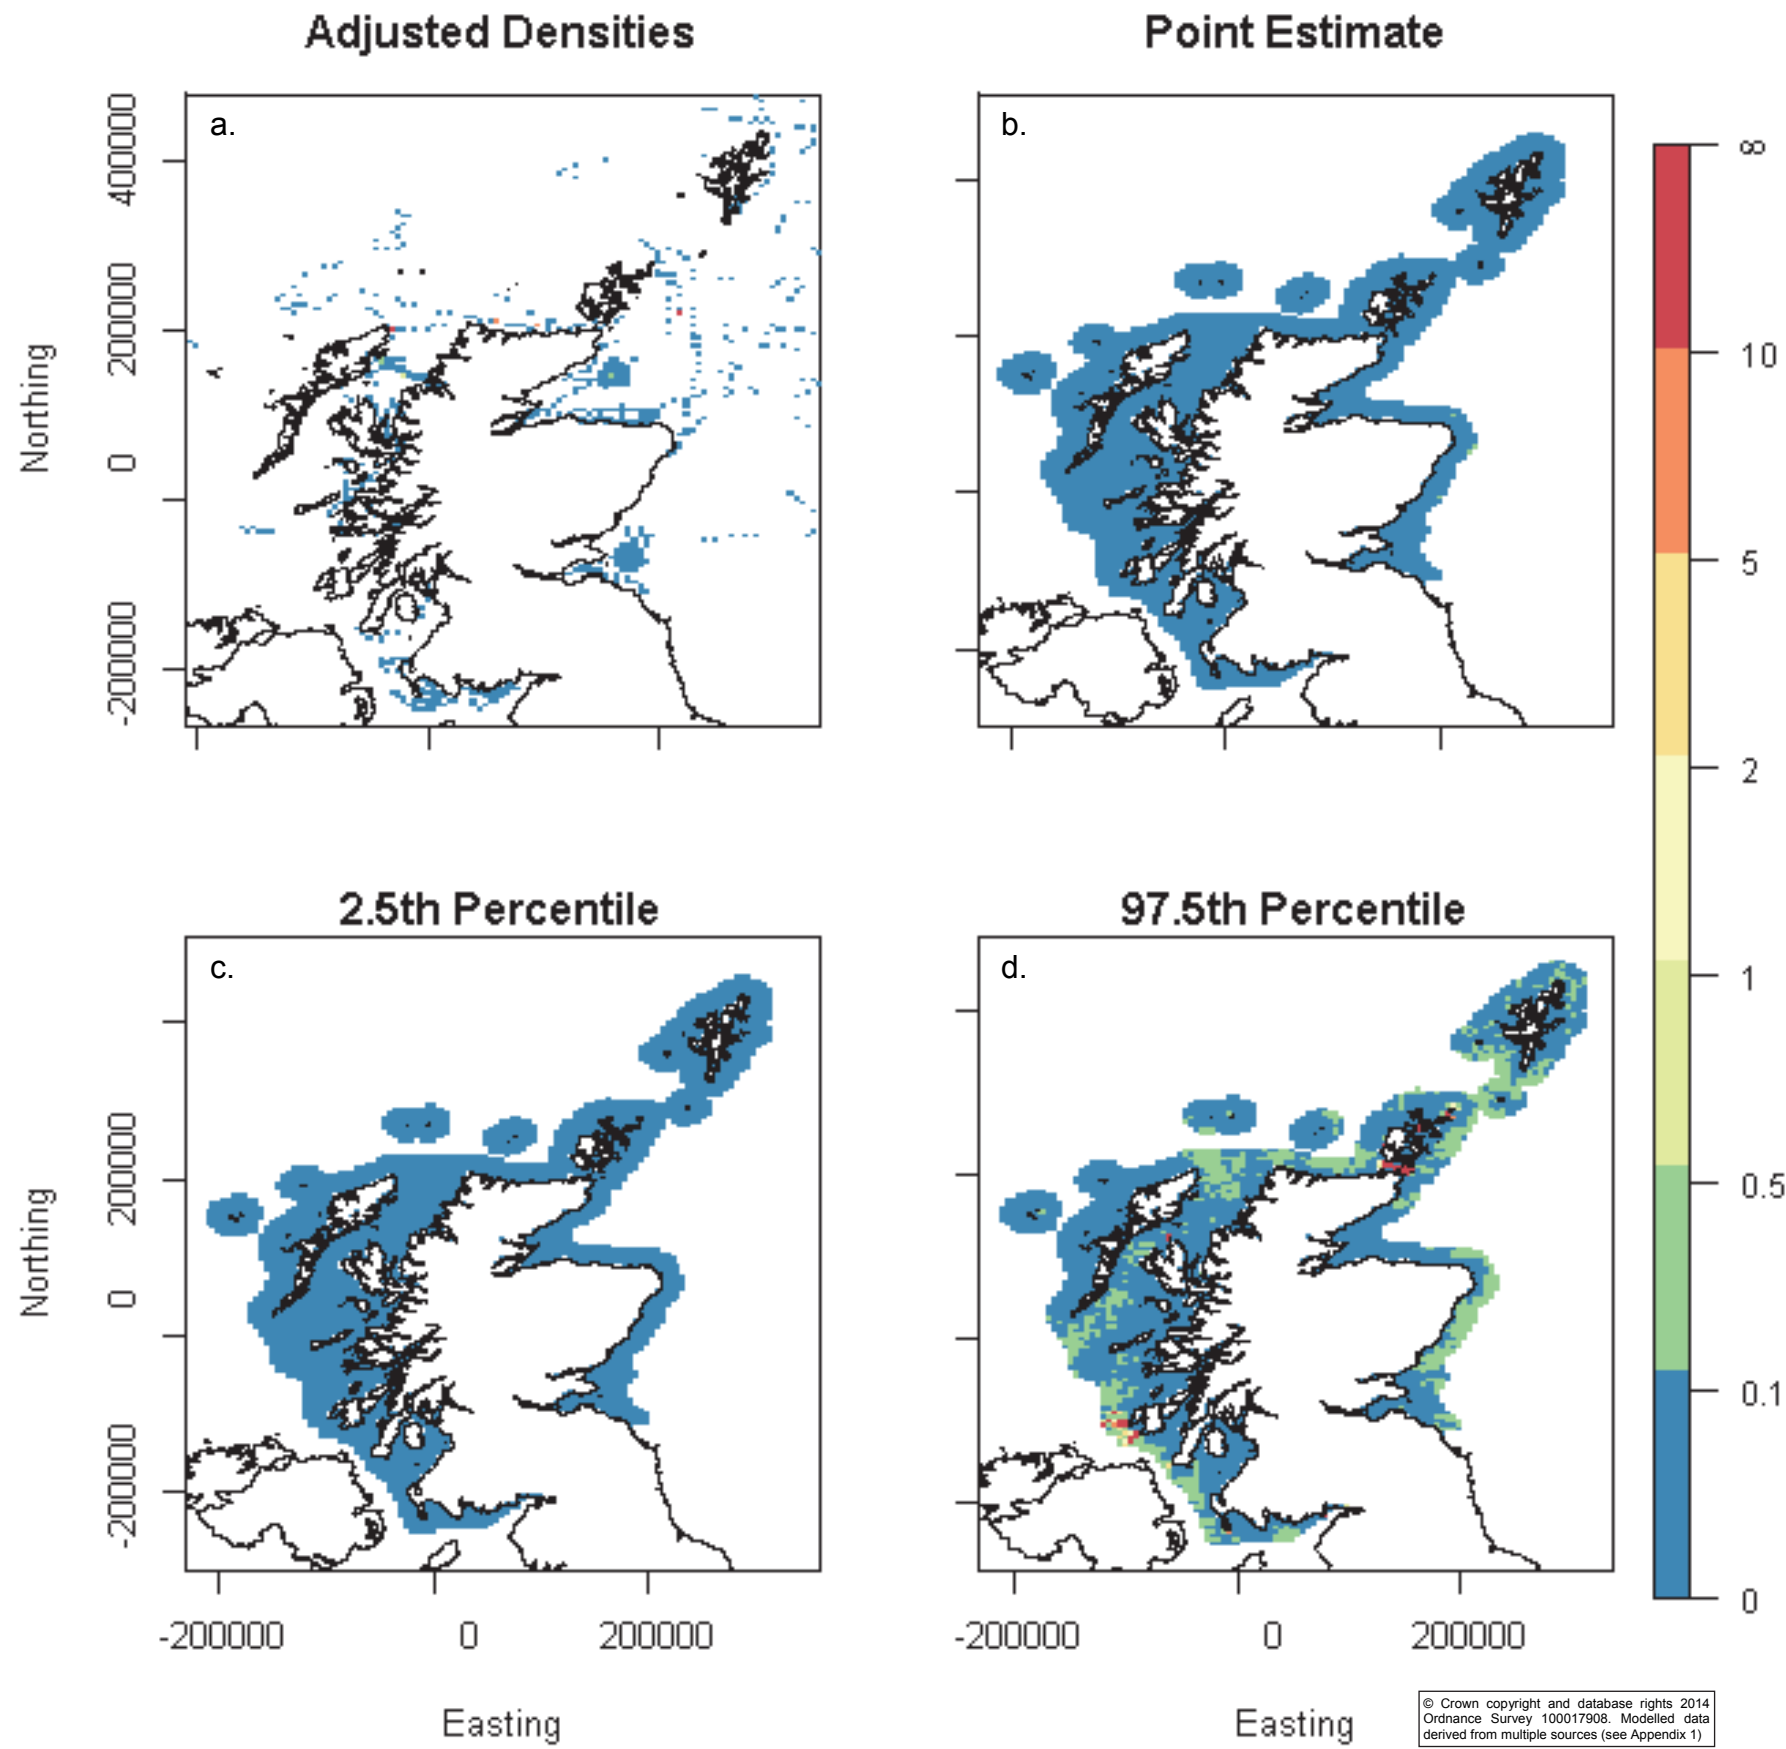 Adjusted Densities
Point Estimate
a.
b.
400000
200000
0
-200000
Northing
∞
10
5
2
1
0.5
0.1
0
2.5th Percentile
97.5th Percentile
c.
d.
200000
0
-200000
Northing
-200000 0 200000
-200000 0 200000
Easting
Easting
© Crown copyright and database rights 2014
Ordnance Survey 100017908. Modelled data
derived from multiple sources (see Appendix 1)